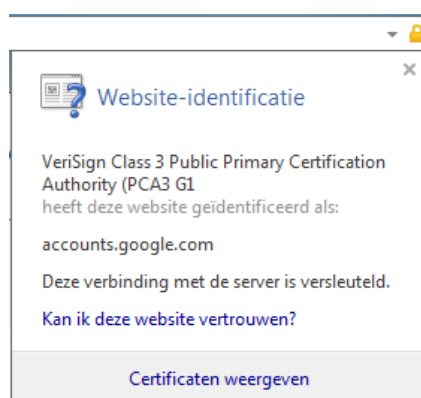 Website-identificatie
VeriSign Class 3 Public Primary Certification
Authority (PCA3 G1
heeft deze website geïdentificeerd als:
accounts.google.com
Deze verbinding met de server is versleuteld.
Kan ik deze website vertrouwen?
Certificaten weergeven